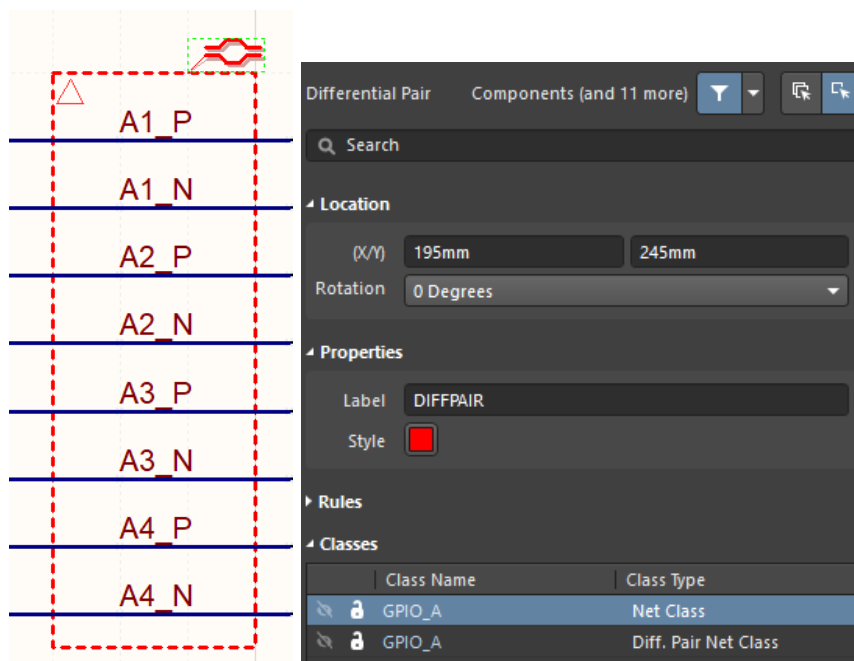 A1_P
A1_N
A2_P
A2_N
A3_P
A3_N
A4_P
A4_N
Differential Pair Components (and 11 more)
Search
Location
(X/Y) 195mm 245mm
Rotation 0 Degrees
Properties
Label DIFFPAIR
Style
Rules
Classes
Class Name Class Type
GPIO_A Net Class
GPIO_A Diff. Pair Net Class